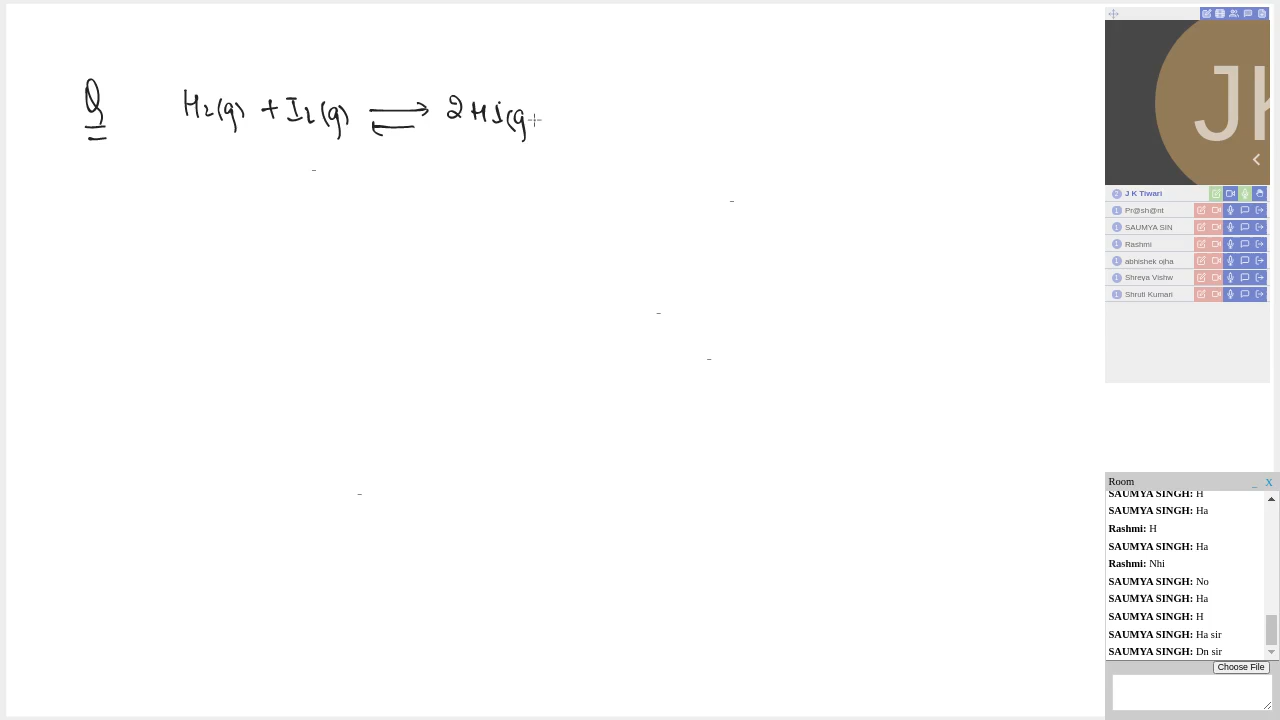 Q H2(g) + I2(g) ⇌ 2HI(g
JK
J K Tiwari
Pr@sh@nt
SAUMYA SIN
Rashmi
abhishek ojha
Shreya Vishw
Shruti Kumari
Room _ X
SAUMYA SINGH: H
SAUMYA SINGH: Ha
Rashmi: H
SAUMYA SINGH: Ha
Rashmi: Nhi
SAUMYA SINGH: No
SAUMYA SINGH: Ha
SAUMYA SINGH: H
SAUMYA SINGH: Ha sir
SAUMYA SINGH: Dn sir
Choose File